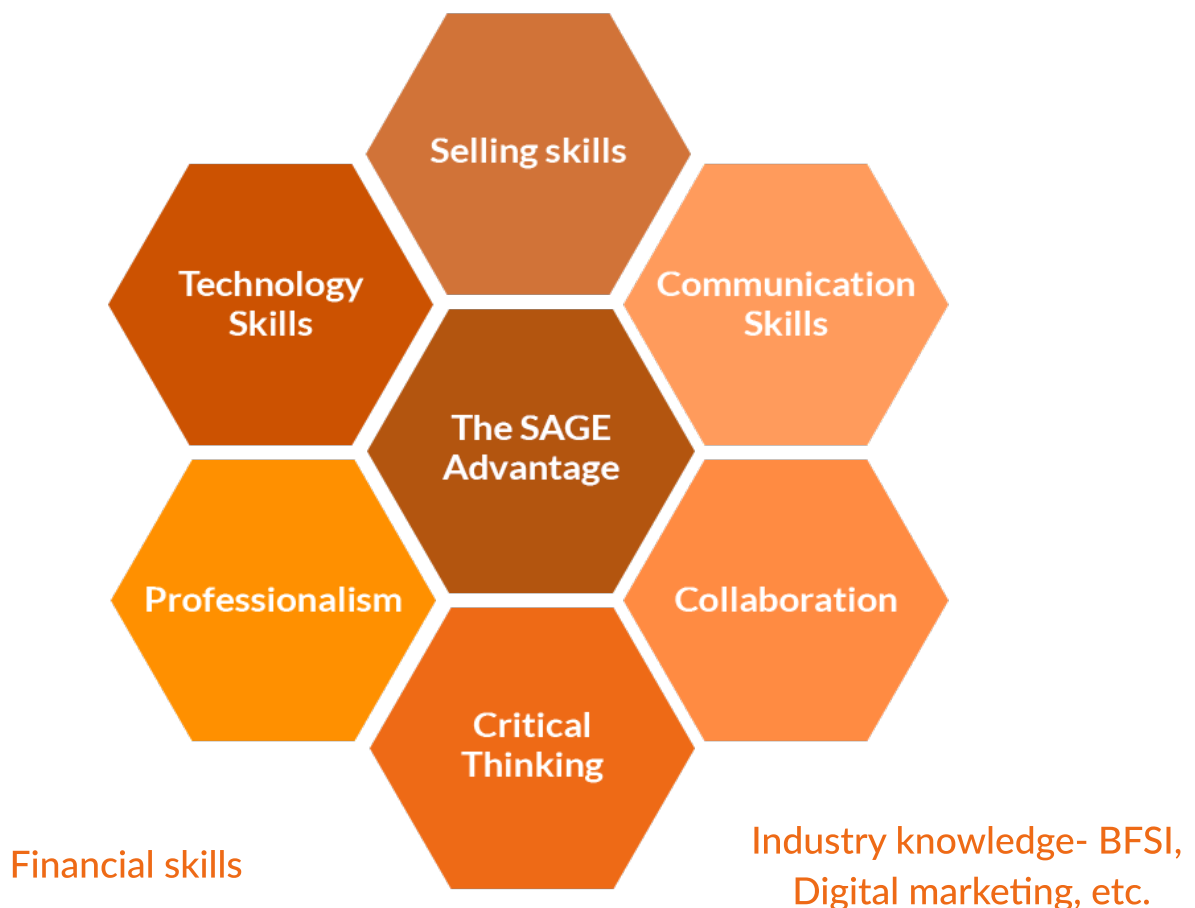 Selling skills
Technology
Skills
Communication
Skills
The SAGE
Advantage
Professionalism
Collaboration
Critical
Thinking
Financial skills
Industry knowledge- BFSI,
Digital marketing, etc.